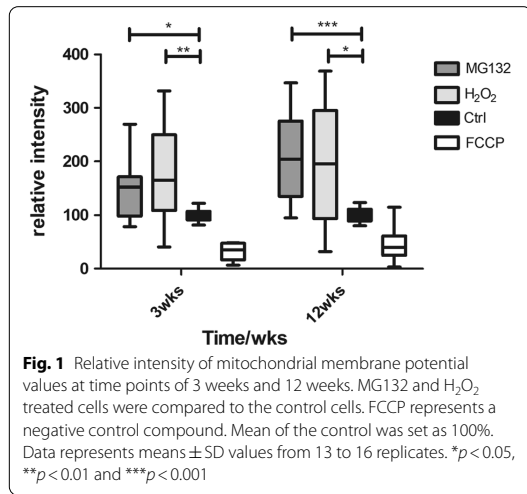 * ***
** *
400
300
200
100
0
relative intensity
MG132
H₂O₂
Ctrl
FCCP
3wks 12wks
Time/wks
Fig. 1 Relative intensity of mitochondrial membrane potential
values at time points of 3 weeks and 12 weeks. MG132 and H₂O₂
treated cells were compared to the control cells. FCCP represents a
negative control compound. Mean of the control was set as 100%.
Data represents means ± SD values from 13 to 16 replicates. *p < 0.05,
**p < 0.01 and ***p < 0.001